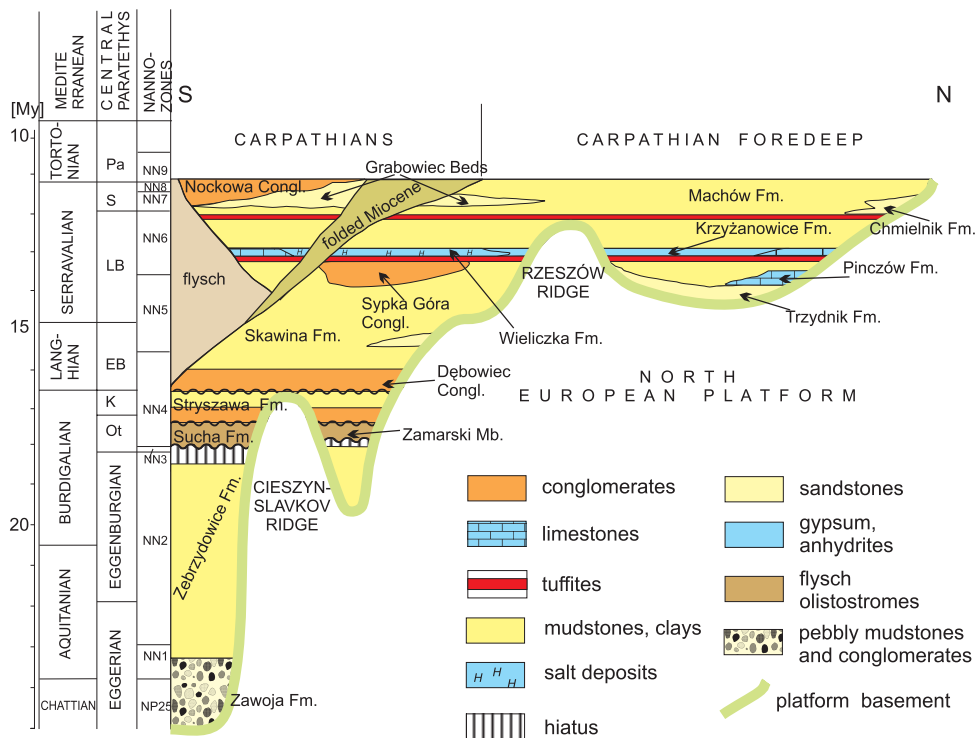 [My]
MEDITE
RRANEAN
CENTRAL
PARATETHYS
NANNO-
ZONES
S
N
10
15
20
TORTO-
NIAN
SERRAVALIAN
LANG-
HIAN
BURDIGALIAN
AQUITANIAN
CHATTIAN
Pa
S
LB
EB
K
Ot
EGGENBURGIAN
EGGERIAN
NN9
NN8
NN7
NN6
NN5
NN4
NN3
NN2
NN1
NP25
CARPATHIANS
CARPATHIAN FOREDEEP
Grabowiec Beds
Nockowa Congl.
folded Miocene
Machów Fm.
Krzyżanowice Fm.
Chmielnik Fm.
flysch
H H H H
RZESZÓW
RIDGE
Pinczów Fm.
Sypka Góra
Congl.
Trzydnik Fm.
Skawina Fm.
Wieliczka Fm.
Dębowiec
Congl.
NORTH
EUROPEAN PLATFORM
Stryszawa Fm.
Sucha Fm.
Zamarski Mb.
CIESZYN-
SLAVKOV
RIDGE
Zebrzydowice Fm.
Zawoja Fm.
conglomerates
limestones
tuffites
mudstones, clays
H H H
salt deposits
hiatus
sandstones
gypsum,
anhydrites
flysch
olistostromes
pebbly mudstones
and conglomerates
platform basement